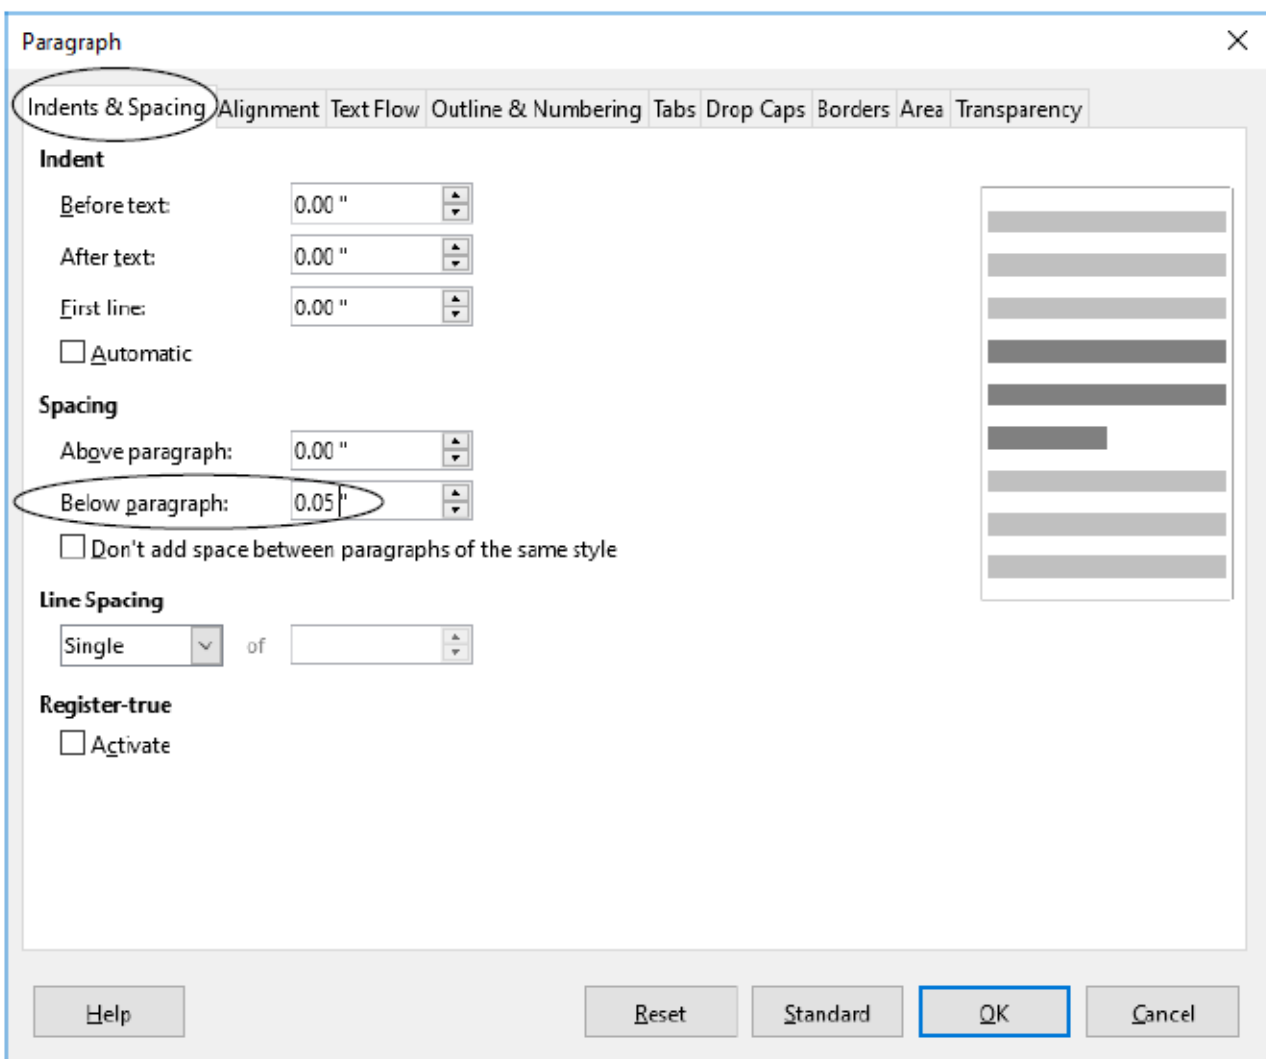 Paragraph
Indents & Spacing Alignment Text Flow Outline & Numbering Tabs Drop Caps Borders Area Transparency
Indent
Before text: 0.00 "
After text: 0.00 "
First line: 0.00 "
Automatic
Spacing
Above paragraph: 0.00 "
Below paragraph: 0.05 "
Don't add space between paragraphs of the same style
Line Spacing
Single of
Register-true
Activate
Help Reset Standard OK Cancel